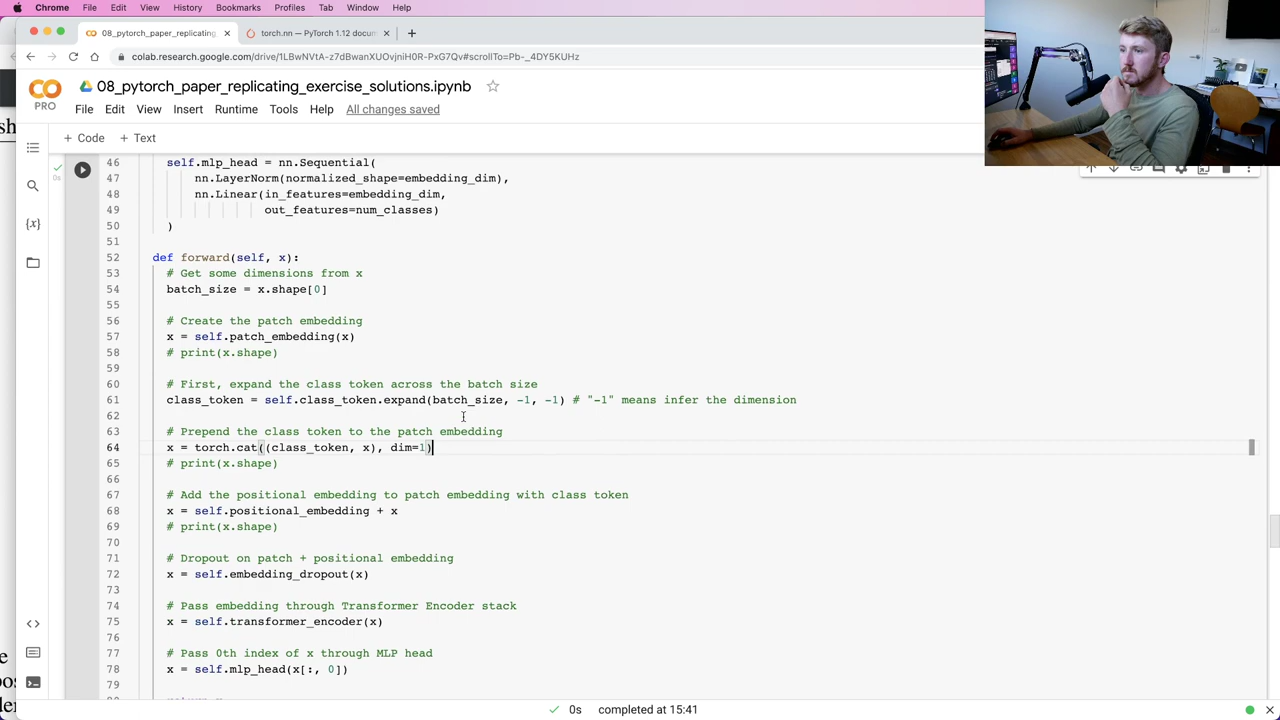 Chrome File Edit View History Bookmarks Profiles Tab Window Help
08_pytorch_paper_replicating_ × torch.nn — PyTorch 1.12 docum × +
colab.research.google.com/drive/1LBwNVtA-z7dBwanXUOvjniH0R-PxG7Qv#scrollTo=Pb-_4DY5KUHz
CO PRO
08_pytorch_paper_replicating_exercise_solutions.ipynb
File Edit View Insert Runtime Tools Help All changes saved
+ Code + Text
46 self.mlp_head = nn.Sequential(
47 nn.LayerNorm(normalized_shape=embedding_dim),
48 nn.Linear(in_features=embedding_dim,
49 out_features=num_classes)
50 )
51
52 def forward(self, x):
53 # Get some dimensions from x
54 batch_size = x.shape[0]
55
56 # Create the patch embedding
57 x = self.patch_embedding(x)
58 # print(x.shape)
59
60 # First, expand the class token across the batch size
61 class_token = self.class_token.expand(batch_size, -1, -1) # "-1" means infer the dimension
62
63 # Prepend the class token to the patch embedding
64 x = torch.cat((class_token, x), dim=1)
65 # print(x.shape)
66
67 # Add the positional embedding to patch embedding with class token
68 x = self.positional_embedding + x
69 # print(x.shape)
70
71 # Dropout on patch + positional embedding
72 x = self.embedding_dropout(x)
73
74 # Pass embedding through Transformer Encoder stack
75 x = self.transformer_encoder(x)
76
77 # Pass 0th index of x through MLP head
78 x = self.mlp_head(x[:, 0])
79
0s completed at 15:41